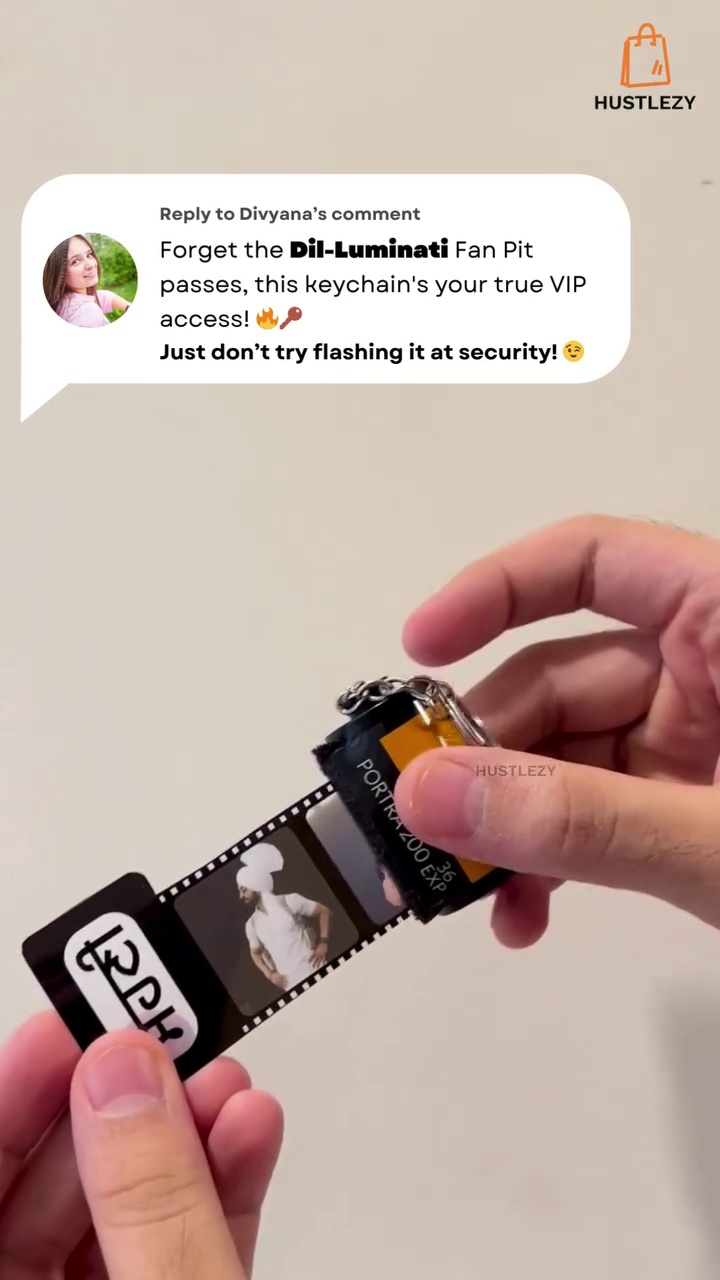 HUSTLEZY
Reply to Divyana’s comment
Forget the Dil-Luminati Fan Pit
passes, this keychain's your true VIP
access! 🔥🔑
Just don’t try flashing it at security! 😉
HUSTLEZY
PORTRA 200 EXP
36